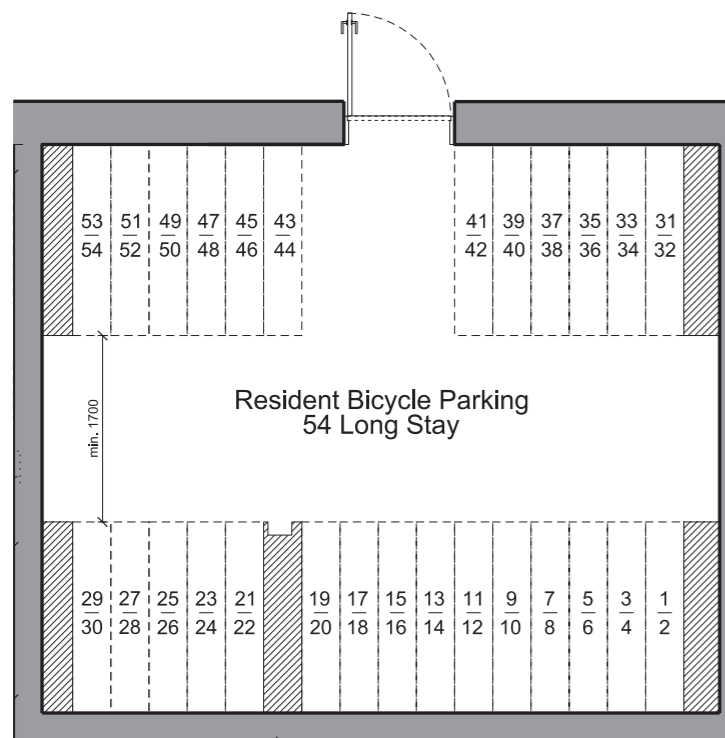 53 51 49 47 45 43 41 39 37 35 33 31
54 52 50 48 46 44 42 40 38 36 34 32
min. 1700
Resident Bicycle Parking
54 Long Stay
29 27 25 23 21 19 17 15 13 11 9 7 5 3 1
30 28 26 24 22 20 18 16 14 12 10 8 6 4 2